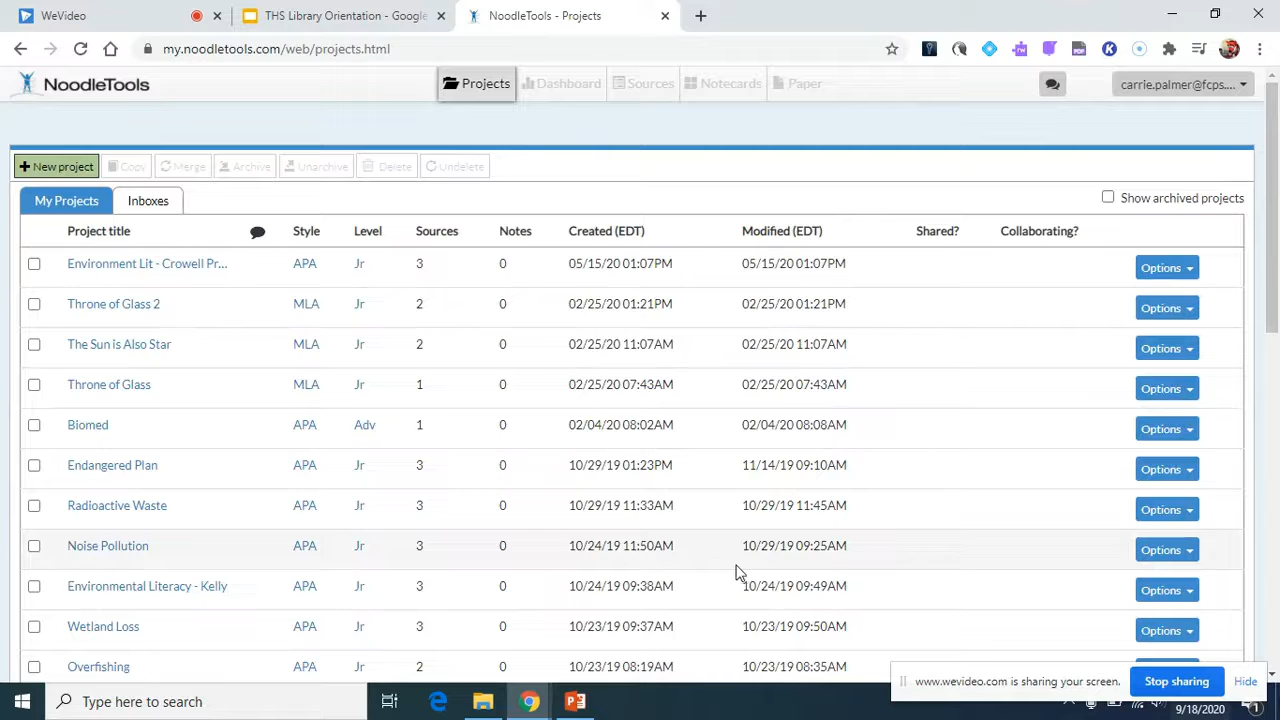 WeVideo
THS Library Orientation - Google
NoodleTools - Projects
my.noodletools.com/web/projects.html
NoodleTools
Projects
Dashboard
Sources
Notecards
Paper
carrie.palmer@fcps....
New project
Copy
Merge
Archive
Unarchive
Delete
Undelete
My Projects
Inboxes
Show archived projects
Project title Style Level Sources Notes Created (EDT) Modified (EDT) Shared? Collaborating?
Environment Lit - Crowell Pr... APA Jr 3 0 05/15/20 01:07PM 05/15/20 01:07PM Options
Throne of Glass 2 MLA Jr 2 0 02/25/20 01:21PM 02/25/20 01:21PM Options
The Sun is Also Star MLA Jr 2 0 02/25/20 11:07AM 02/25/20 11:07AM Options
Throne of Glass MLA Jr 1 0 02/25/20 07:43AM 02/25/20 07:43AM Options
Biomed APA Adv 1 0 02/04/20 08:02AM 02/04/20 08:08AM Options
Endangered Plan APA Jr 3 0 10/29/19 01:23PM 11/14/19 09:10AM Options
Radioactive Waste APA Jr 3 0 10/29/19 11:33AM 10/29/19 11:45AM Options
Noise Pollution APA Jr 3 0 10/24/19 11:50AM 10/29/19 09:25AM Options
Environmental Literacy - Kelly APA Jr 3 0 10/24/19 09:38AM 10/24/19 09:49AM Options
Wetland Loss APA Jr 3 0 10/23/19 09:37AM 10/23/19 09:50AM Options
Overfishing APA Jr 2 0 10/23/19 08:19AM 10/23/19 08:35AM
www.wevideo.com is sharing your screen.
Stop sharing
Hide
Type here to search
9/18/2020